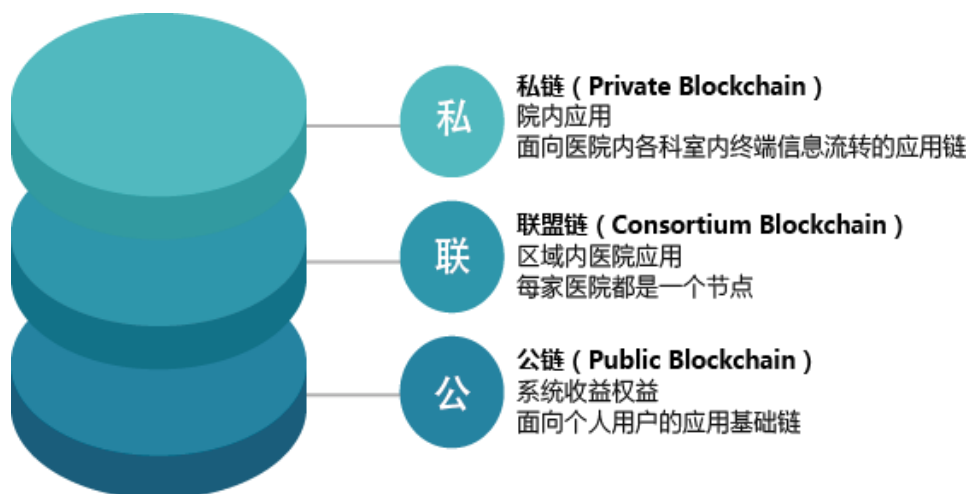 私
私链（Private Blockchain）
院内应用
面向医院内各科室内终端信息流转的应用链
联
联盟链（Consortium Blockchain）
区域内医院应用
每家医院都是一个节点
公
公链（Public Blockchain）
系统收益权益
面向个人用户的应用基础链